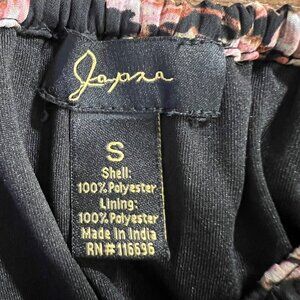 Japna
S
Shell:
100% Polyester
Lining:
100% Polyester
Made In India
RN#116696